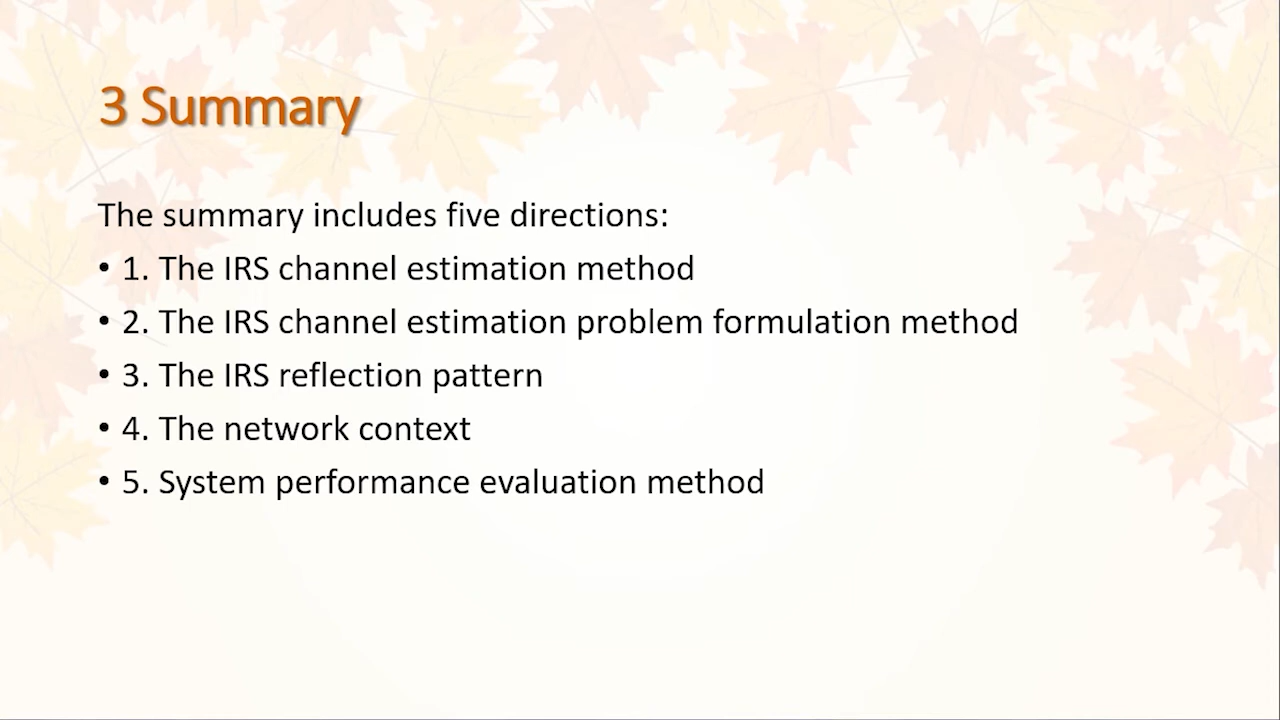 3 Summary
The summary includes five directions:
• 1. The IRS channel estimation method
• 2. The IRS channel estimation problem formulation method
• 3. The IRS reflection pattern
• 4. The network context
• 5. System performance evaluation method